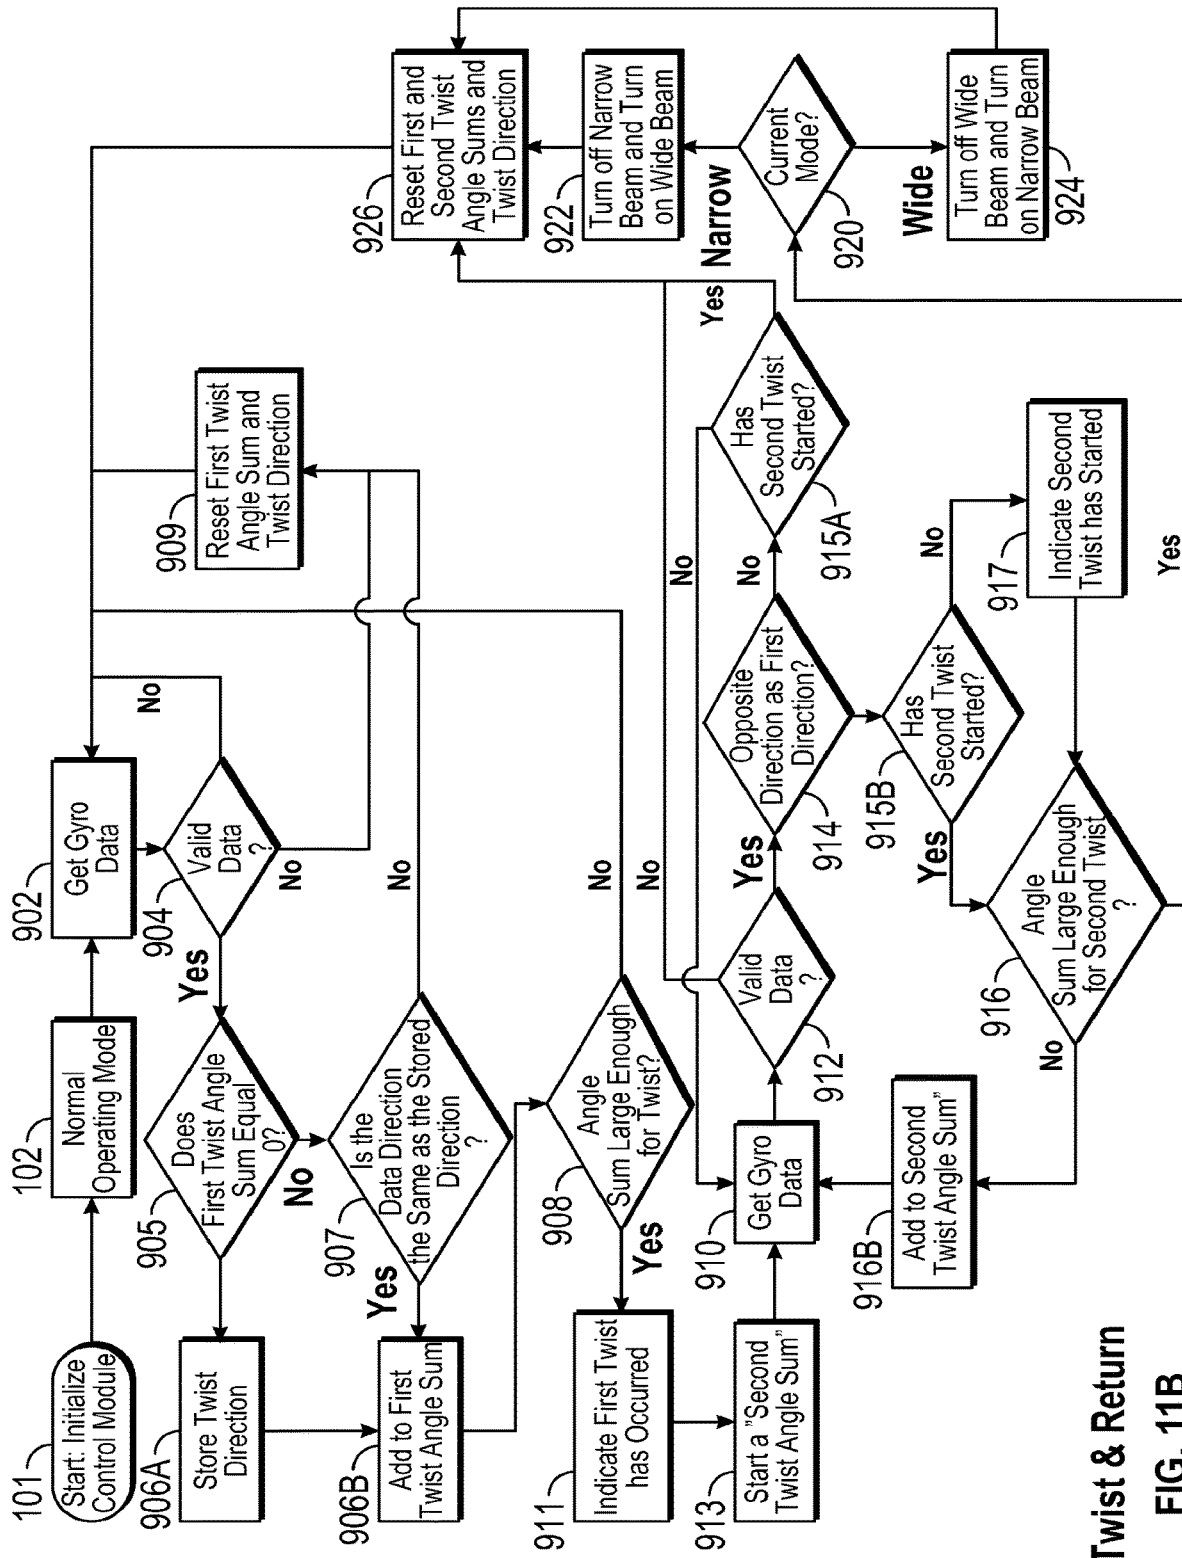 101
Start: Initialize
Control Module
102
Normal
Operating Mode
902
Get Gyro
Data
904
Valid
Data
?
No
No
Yes
905
Does
First Twist Angle
Sum Equal
0?
No
906A
Store Twist
Direction
907
Is the
Data Direction
the Same as the Stored
Direction
?
No
Yes
906B
Add to First
Twist Angle Sum
909
Reset First Twist
Angle Sum and
Twist Direction
908
Angle
Sum Large Enough
for Twist?
No
Yes
911
Indicate First Twist
has Occurred
913
Start a "Second
Twist Angle Sum"
910
Get Gyro
Data
912
Valid
Data
?
No
Yes
914
Opposite
Direction as First
Direction?
No
915A
Has
Second Twist
Started?
No
Yes
915B
Has
Second Twist
Started?
No
Yes
917
Indicate Second
Twist has Started
916
Angle
Sum Large Enough
for Second Twist
?
No
Yes
916B
Add to Second
Twist Angle Sum"
920
Current
Mode?
Narrow
Wide
922
Turn off Narrow
Beam and Turn
on Wide Beam
924
Turn off Wide
Beam and Turn
on Narrow Beam
926
Reset First and
Second Twist
Angle Sums and
Twist Direction
Twist & Return
FIG. 11B